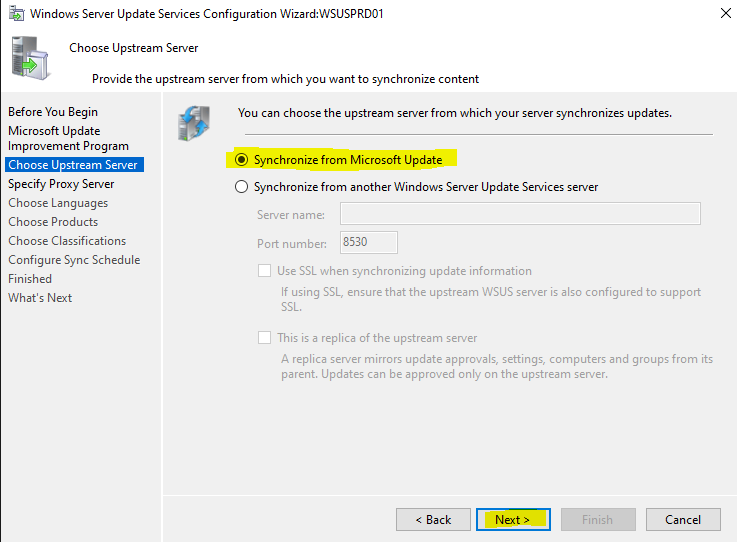 Windows Server Update Services Configuration Wizard:WSUSPRD01
Choose Upstream Server
Provide the upstream server from which you want to synchronize content
Before You Begin
Microsoft Update
Improvement Program
Choose Upstream Server
Specify Proxy Server
Choose Languages
Choose Products
Choose Classifications
Configure Sync Schedule
Finished
What's Next
You can choose the upstream server from which your server synchronizes updates.
Synchronize from Microsoft Update
Synchronize from another Windows Server Update Services server
Server name:
Port number: 8530
Use SSL when synchronizing update information
If using SSL, ensure that the upstream WSUS server is also configured to support
SSL.
This is a replica of the upstream server
A replica server mirrors update approvals, settings, computers and groups from its
parent. Updates can be approved only on the upstream server.
< Back Next > Finish Cancel